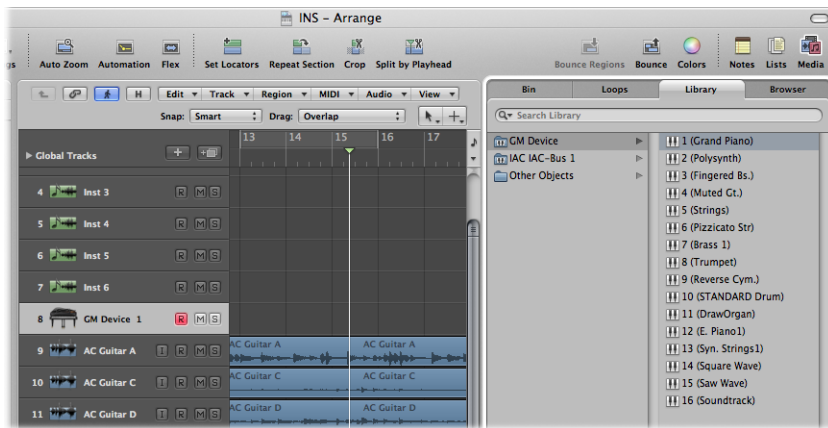 INS – Arrange
gs Auto Zoom Automation Flex Set Locators Repeat Section Crop Split by Playhead Bounce Regions Bounce Colors Notes Lists Media
H Edit Track Region MIDI Audio View
Snap: Smart Drag: Overlap
13 14 15 16 17
Global Tracks
4 Inst 3 R M S
5 Inst 4 R M S
6 Inst 5 R M S
7 Inst 6 R M S
8 GM Device 1 R M S
9 AC Guitar A I R M S AC Guitar A AC Guitar A
10 AC Guitar C I R M S AC Guitar C AC Guitar C
11 AC Guitar D I R M S AC Guitar D AC Guitar D
Bin Loops Library Browser
Search Library
GM Device
IAC IAC-Bus 1
Other Objects
1 (Grand Piano)
2 (Polysynth)
3 (Fingered Bs.)
4 (Muted Gt.)
5 (Strings)
6 (Pizzicato Str)
7 (Brass 1)
8 (Trumpet)
9 (Reverse Cym.)
10 (STANDARD Drum)
11 (DrawOrgan)
12 (E. Piano1)
13 (Syn. Strings1)
14 (Square Wave)
15 (Saw Wave)
16 (Soundtrack)